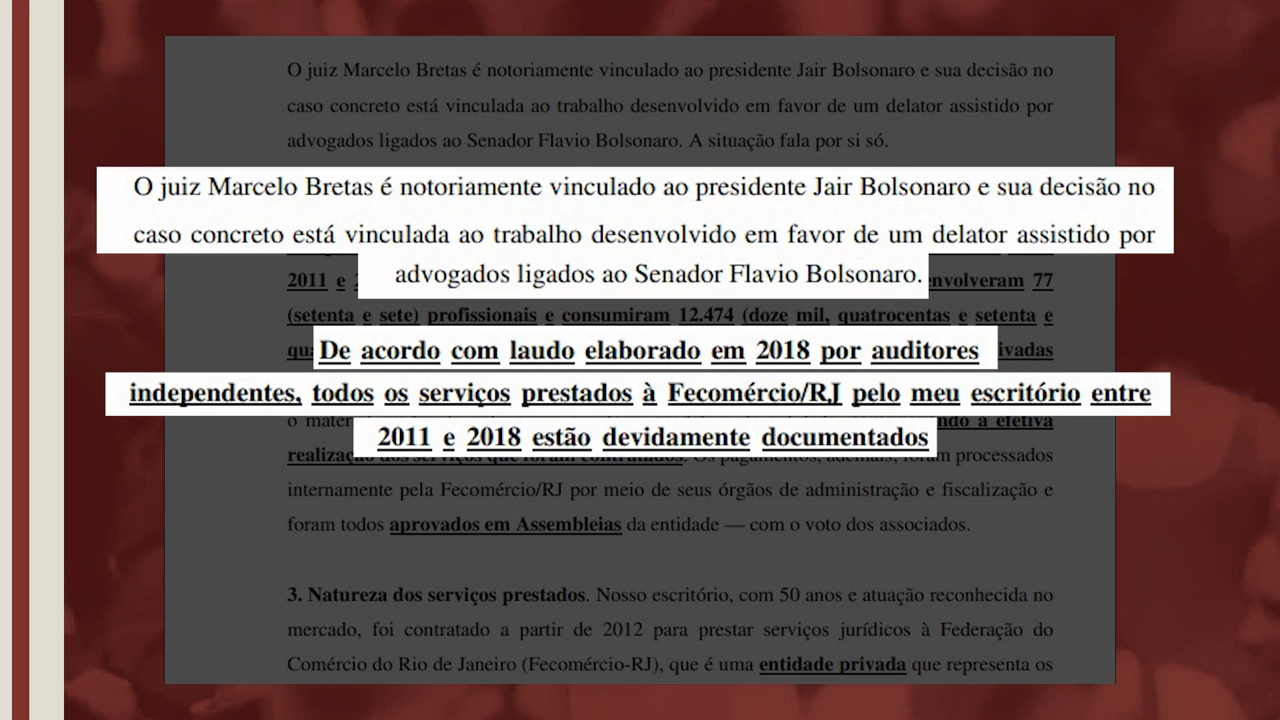 O juiz Marcelo Bretas é notoriamente vinculado ao presidente Jair Bolsonaro e sua decisão no
caso concreto está vinculada ao trabalho desenvolvido em favor de um delator assistido por
advogados ligados ao Senador Flavio Bolsonaro. A situação fala por si só.
O juiz Marcelo Bretas é notoriamente vinculado ao presidente Jair Bolsonaro e sua decisão no
caso concreto está vinculada ao trabalho desenvolvido em favor de um delator assistido por
advogados ligados ao Senador Flavio Bolsonaro.
2011 e 77
(setenta e sete) profissionais e consumiram 12.474 (doze mil, quatrocentas e setenta e
De acordo com laudo elaborado em 2018 por auditores
independentes, todos os serviços prestados à Fecomércio/RJ pelo meu escritório entre
o a efetiva
2011 e 2018 estão devidamente documentados
processados
internamente pela Fecomércio/RJ por meio de seus órgãos de administração e fiscalização e
foram todos aprovados em Assembleias da entidade — com o voto dos associados.
3. Natureza dos serviços prestados. Nosso escritório, com 50 anos e atuação reconhecida no
mercado, foi contratado a partir de 2012 para prestar serviços jurídicos à Federação do
Comércio do Rio de Janeiro (Fecomércio-RJ), que é uma entidade privada que representa os